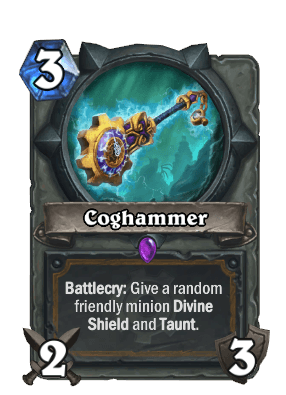 3
Coghammer
Battlecry: Give a random
friendly minion Divine
Shield and Taunt.
2 3